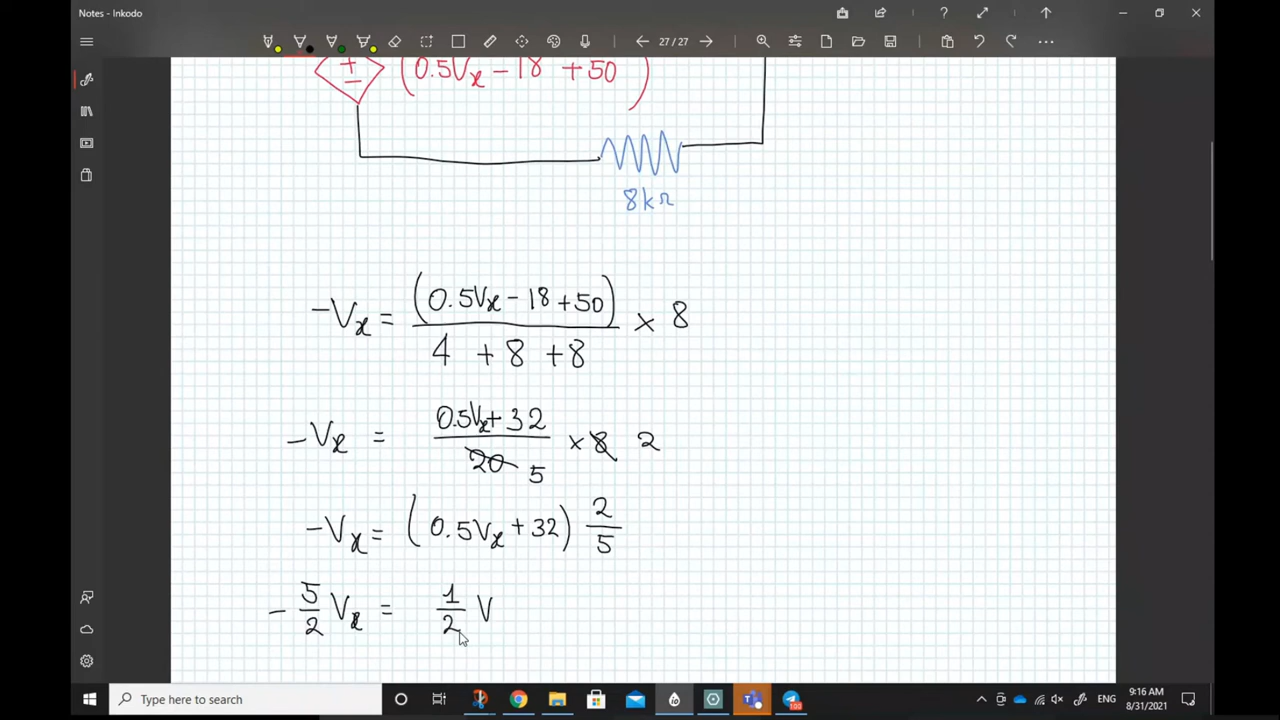 Notes - Inkodo
27 / 27
+
−
(0.5Vx − 18 + 50)
8kΩ
−Vx = (0.5Vx − 18 + 50) / 4 + 8 + 8 × 8
−Vx = 0.5Vx + 32 / 20 5 × 8 2
−Vx = (0.5Vx + 32) 2/5
− 5/2 Vx = 1/2 V
Type here to search
100
ENG
9:16 AM
8/31/2021